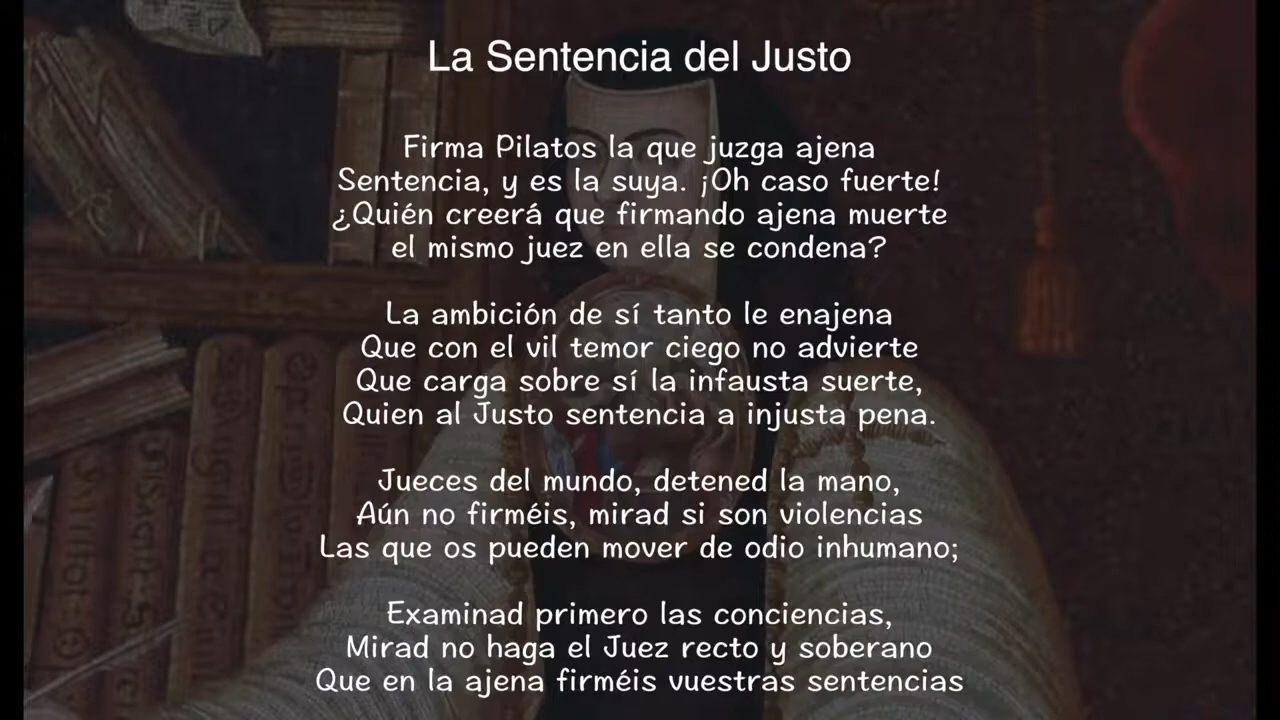 La Sentencia del Justo
Firma Pilatos la que juzga ajena
Sentencia, y es la suya. ¡Oh caso fuerte!
¿Quién creerá que firmando ajena muerte
el mismo juez en ella se condena?
La ambición de sí tanto le enajena
Que con el vil temor ciego no advierte
Que carga sobre sí la infausta suerte,
Quien al Justo sentencia a injusta pena.
Jueces del mundo, detened la mano,
Aún no firméis, mirad si son violencias
Las que os pueden mover de odio inhumano;
Examinad primero las conciencias,
Mirad no haga el Juez recto y soberano
Que en la ajena firméis vuestras sentencias